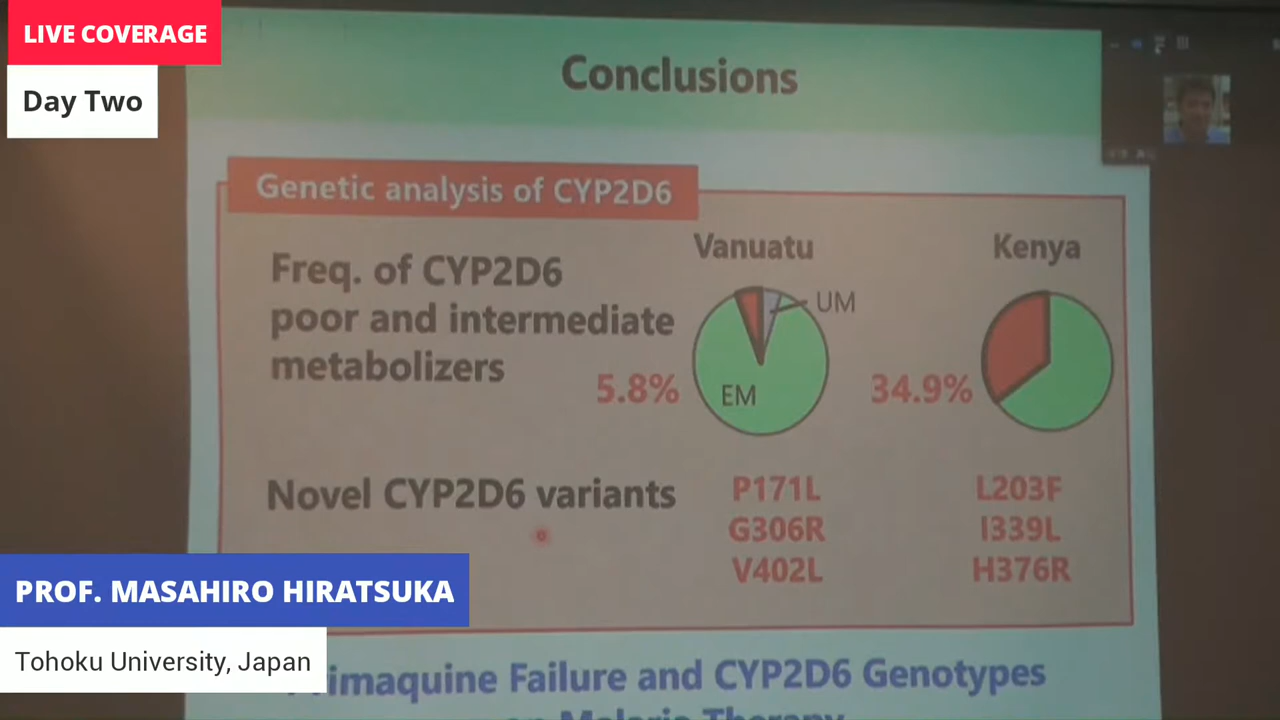 LIVE COVERAGE
Day Two
Conclusions
Genetic analysis of CYP2D6
Vanuatu
Kenya
Freq. of CYP2D6
poor and intermediate
metabolizers
UM
EM
5.8%
34.9%
Novel CYP2D6 variants
P171L
G306R
V402L
L203F
I339L
H376R
PROF. MASAHIRO HIRATSUKA
Tohoku University, Japan
Failure and CYP2D6 Genotypes
Malaria Therapy